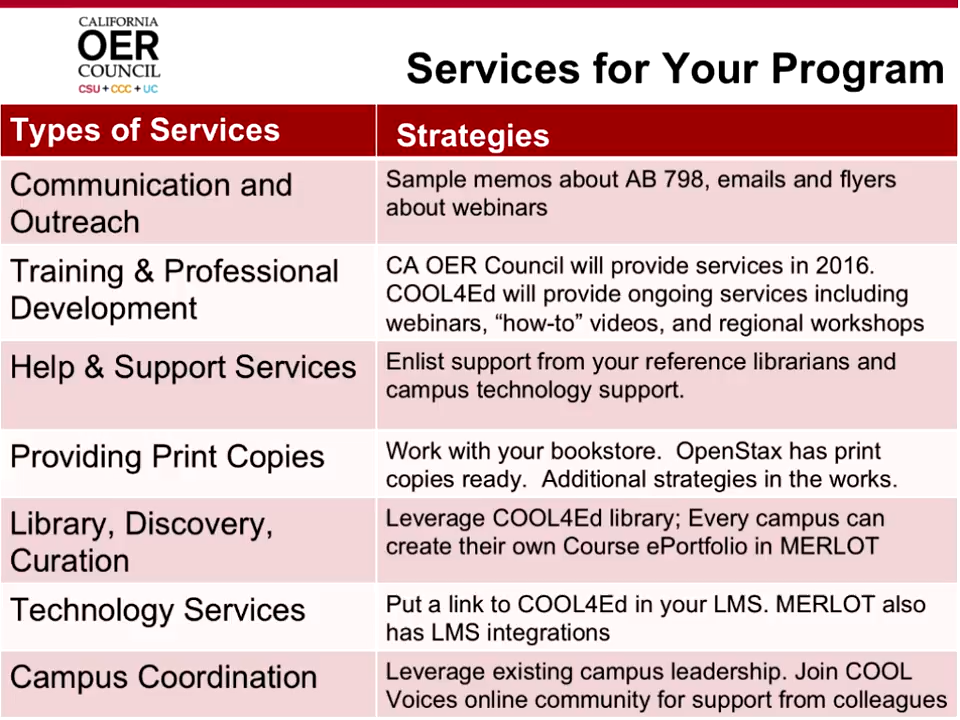 CALIFORNIA
OER
COUNCIL
CSU + CCC + UC
Services for Your Program
Types of Services
Strategies
Communication and
Outreach
Sample memos about AB 798, emails and flyers
about webinars
Training & Professional
Development
CA OER Council will provide services in 2016.
COOL4Ed will provide ongoing services including
webinars, “how-to” videos, and regional workshops
Help & Support Services
Enlist support from your reference librarians and
campus technology support.
Providing Print Copies
Work with your bookstore.  OpenStax has print
copies ready.  Additional strategies in the works.
Library, Discovery,
Curation
Leverage COOL4Ed library; Every campus can
create their own Course ePortfolio in MERLOT
Technology Services
Put a link to COOL4Ed in your LMS. MERLOT also
has LMS integrations
Campus Coordination
Leverage existing campus leadership. Join COOL
Voices online community for support from colleagues